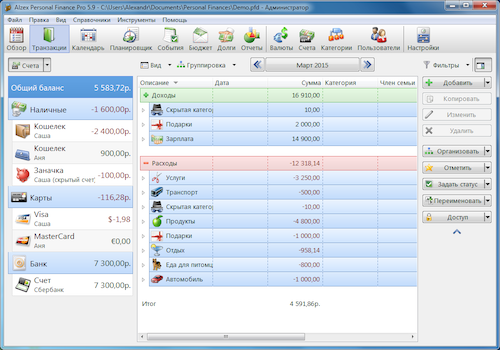 Alzex Personal Finance Pro 5.9 - C:\Users\Alexandr\Documents\Personal Finances\Demo.pfd - Администратор
Файл Правка Вид Справочники Инструменты Помощь
Обзор Транзакции Календарь Планировщик События Бюджет Долги Отчеты Валюты Счета Категории Пользователи Настройки
Счета Вид Группировка Март 2015 Фильтры
Общий баланс 5 583,72р.
Наличные -1 600,00р.
Кошелек -2 400,00р.
Саша
Кошелек 900,00р.
Аня
Заначка -100,00р.
Саша (скрытый счет)
Карты -116,28р.
Visa $-1,98
Саша
MasterCard €0,00
Аня
Банк 7 300,00р.
Счет 7 300,00р.
Сбербанк
Описание Дата Сумма Категория Член семьи
Доходы 16 910,00
Скрытая категор 10,00
Подарки 2 000,00
Зарплата 14 900,00
Расходы -12 318,14
Услуги -3 250,00
Транспорт -500,00
Скрытая категор -10,00
Продукты -4 800,00
Подарки -1 000,00
Отдых -958,14
Еда для питомц -800,00
Автомобиль -1 000,00
Итого 4 591,86р.
Добавить
Копировать
Изменить
Удалить
Организовать
Отметить
Задать статус
Переименовать
Доступ